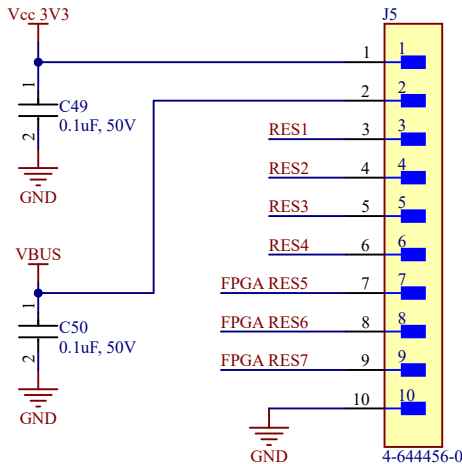 Vcc 3V3
J5
1
1
1
C49
0.1uF, 50V
2
GND
2
2
RES1
3
3
RES2
4
4
RES3
5
5
RES4
6
6
VBUS
1
C50
0.1uF, 50V
2
GND
FPGA RES5
7
7
FPGA RES6
8
8
FPGA RES7
9
9
10
10
GND
4-644456-0